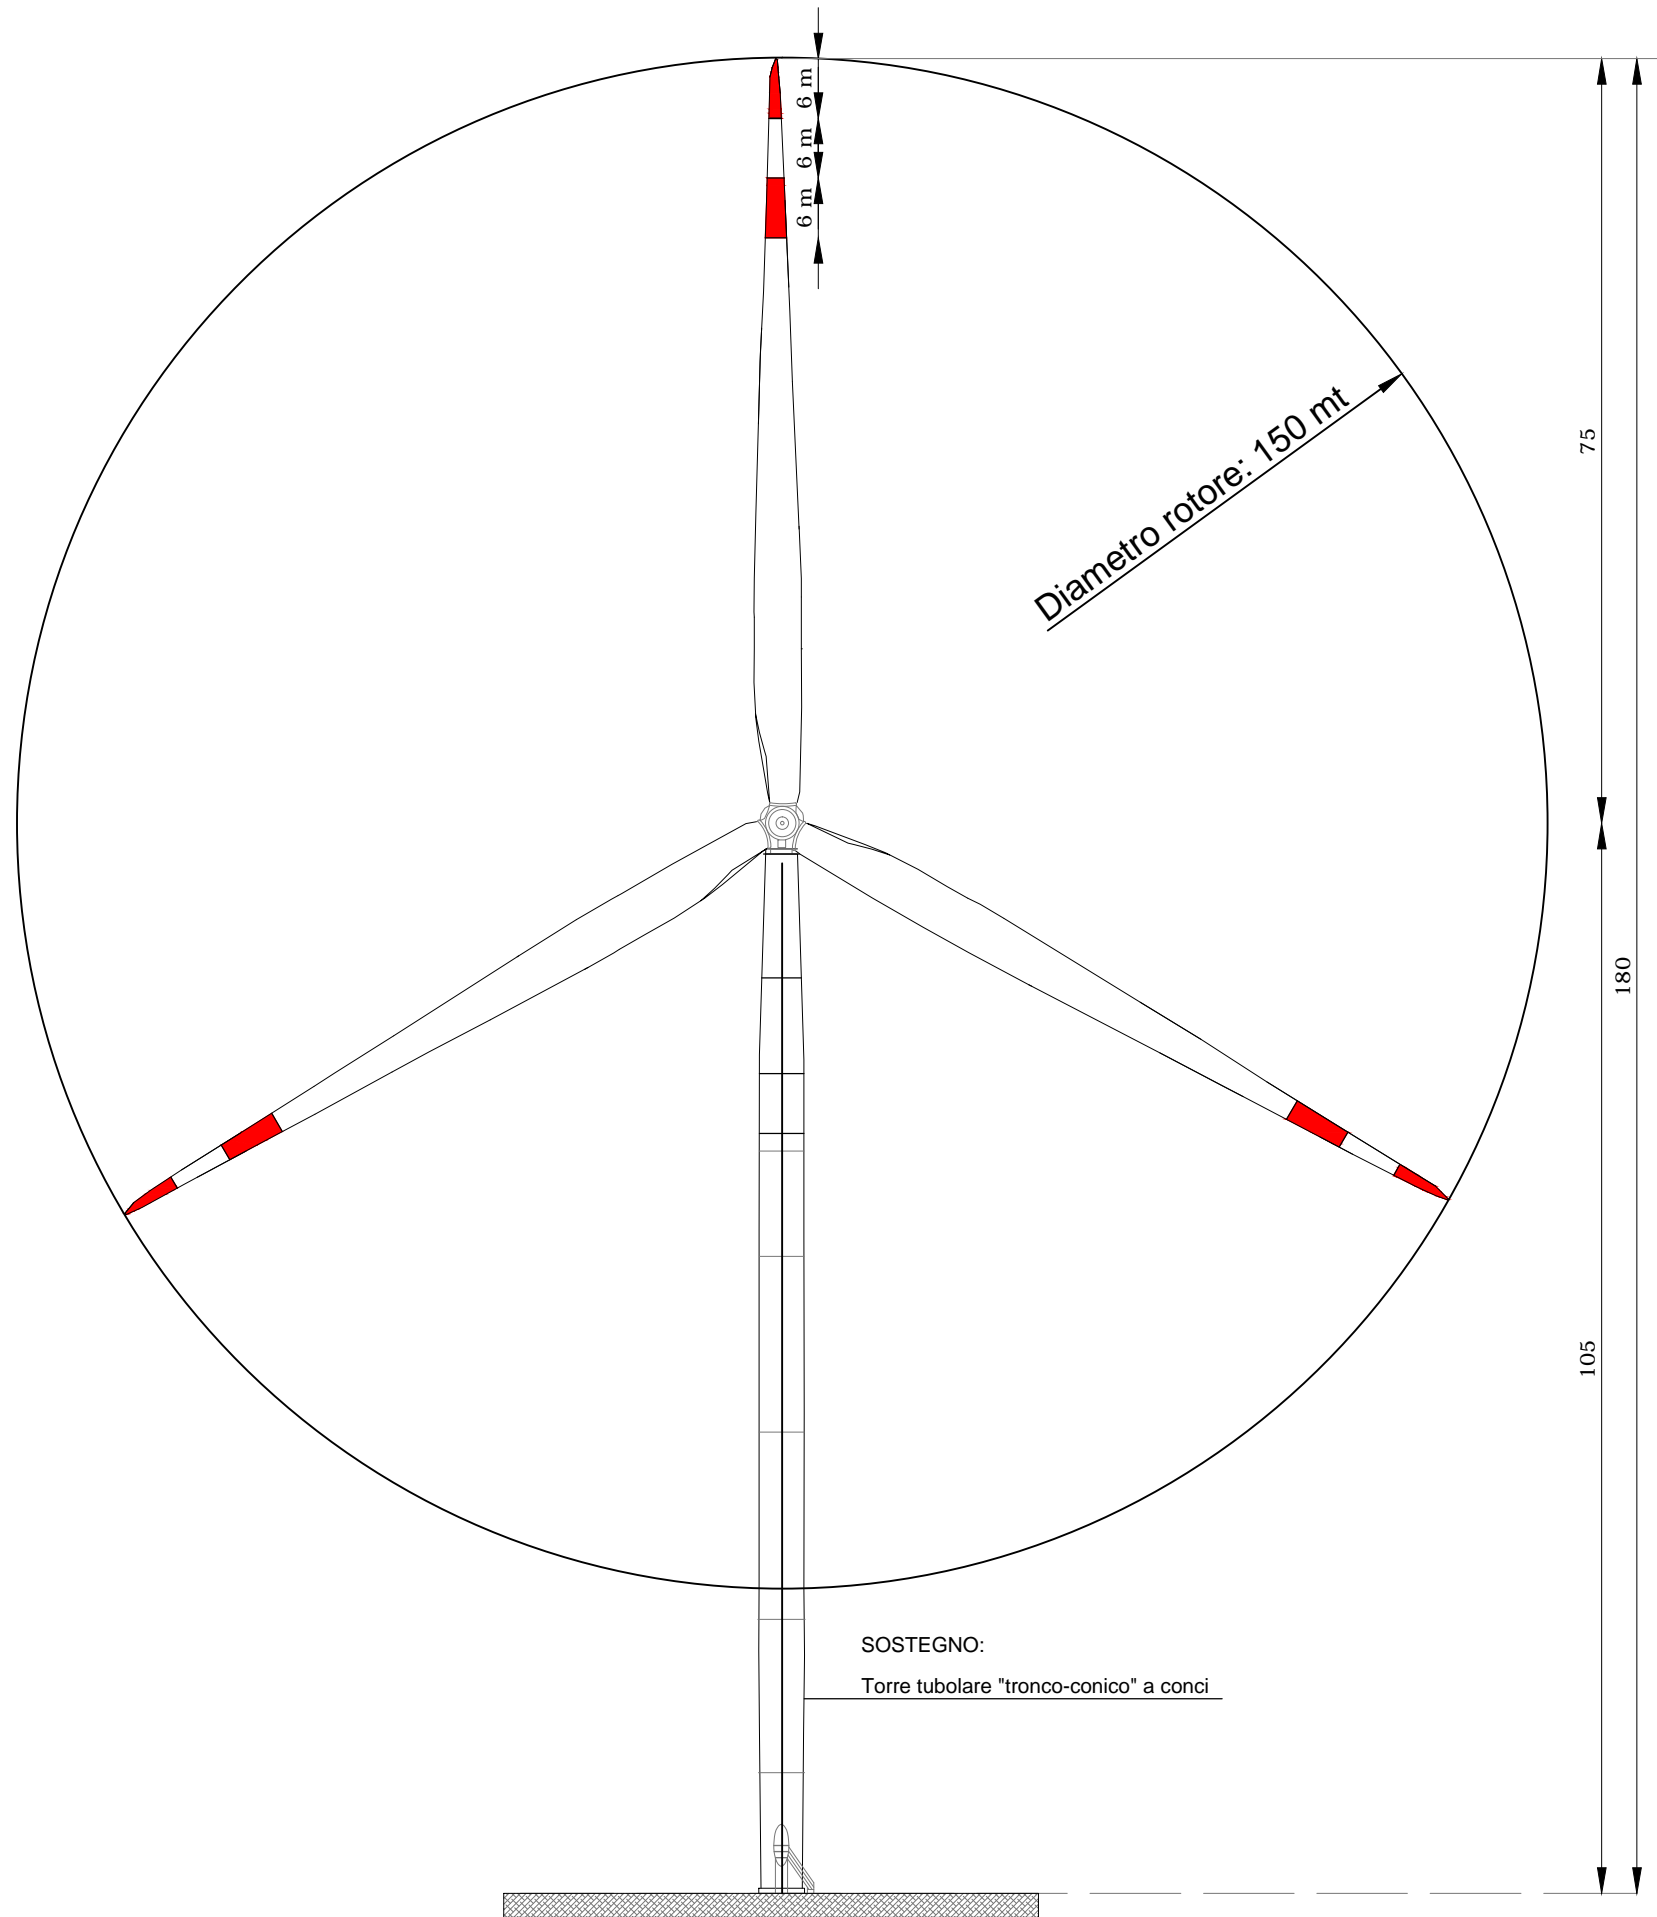 6 m
6 m
6 m
Diametro rotore: 150 mt
75
180
105
SOSTEGNO:
Torre tubolare "tronco-conico" a conci